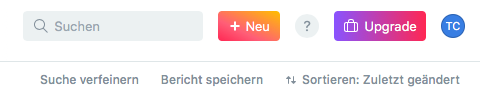 Suchen + Neu ? Upgrade TC
Suche verfeinern Bericht speichern Sortieren: Zuletzt geändert